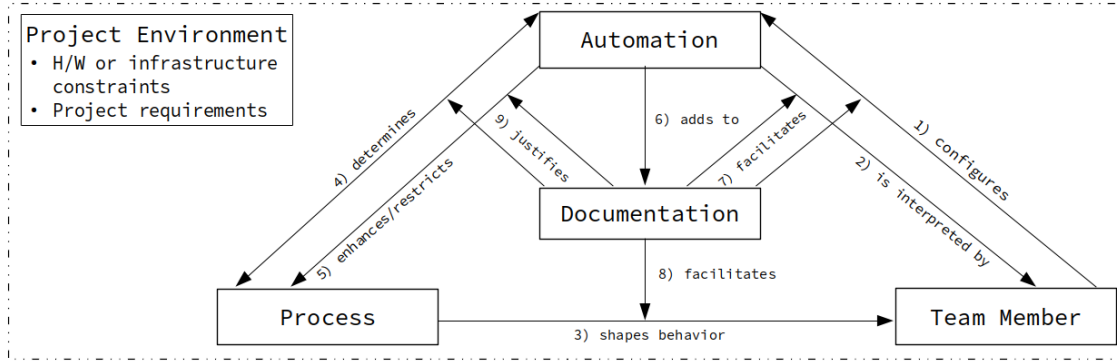 Project Environment
• H/W or infrastructure
constraints
• Project requirements
Automation
4) determines
9) justifies
6) adds to
7) facilitates
1) configures
2) is interpreted by
5) enhances/restricts
Documentation
8) facilitates
Process
3) shapes behavior
Team Member